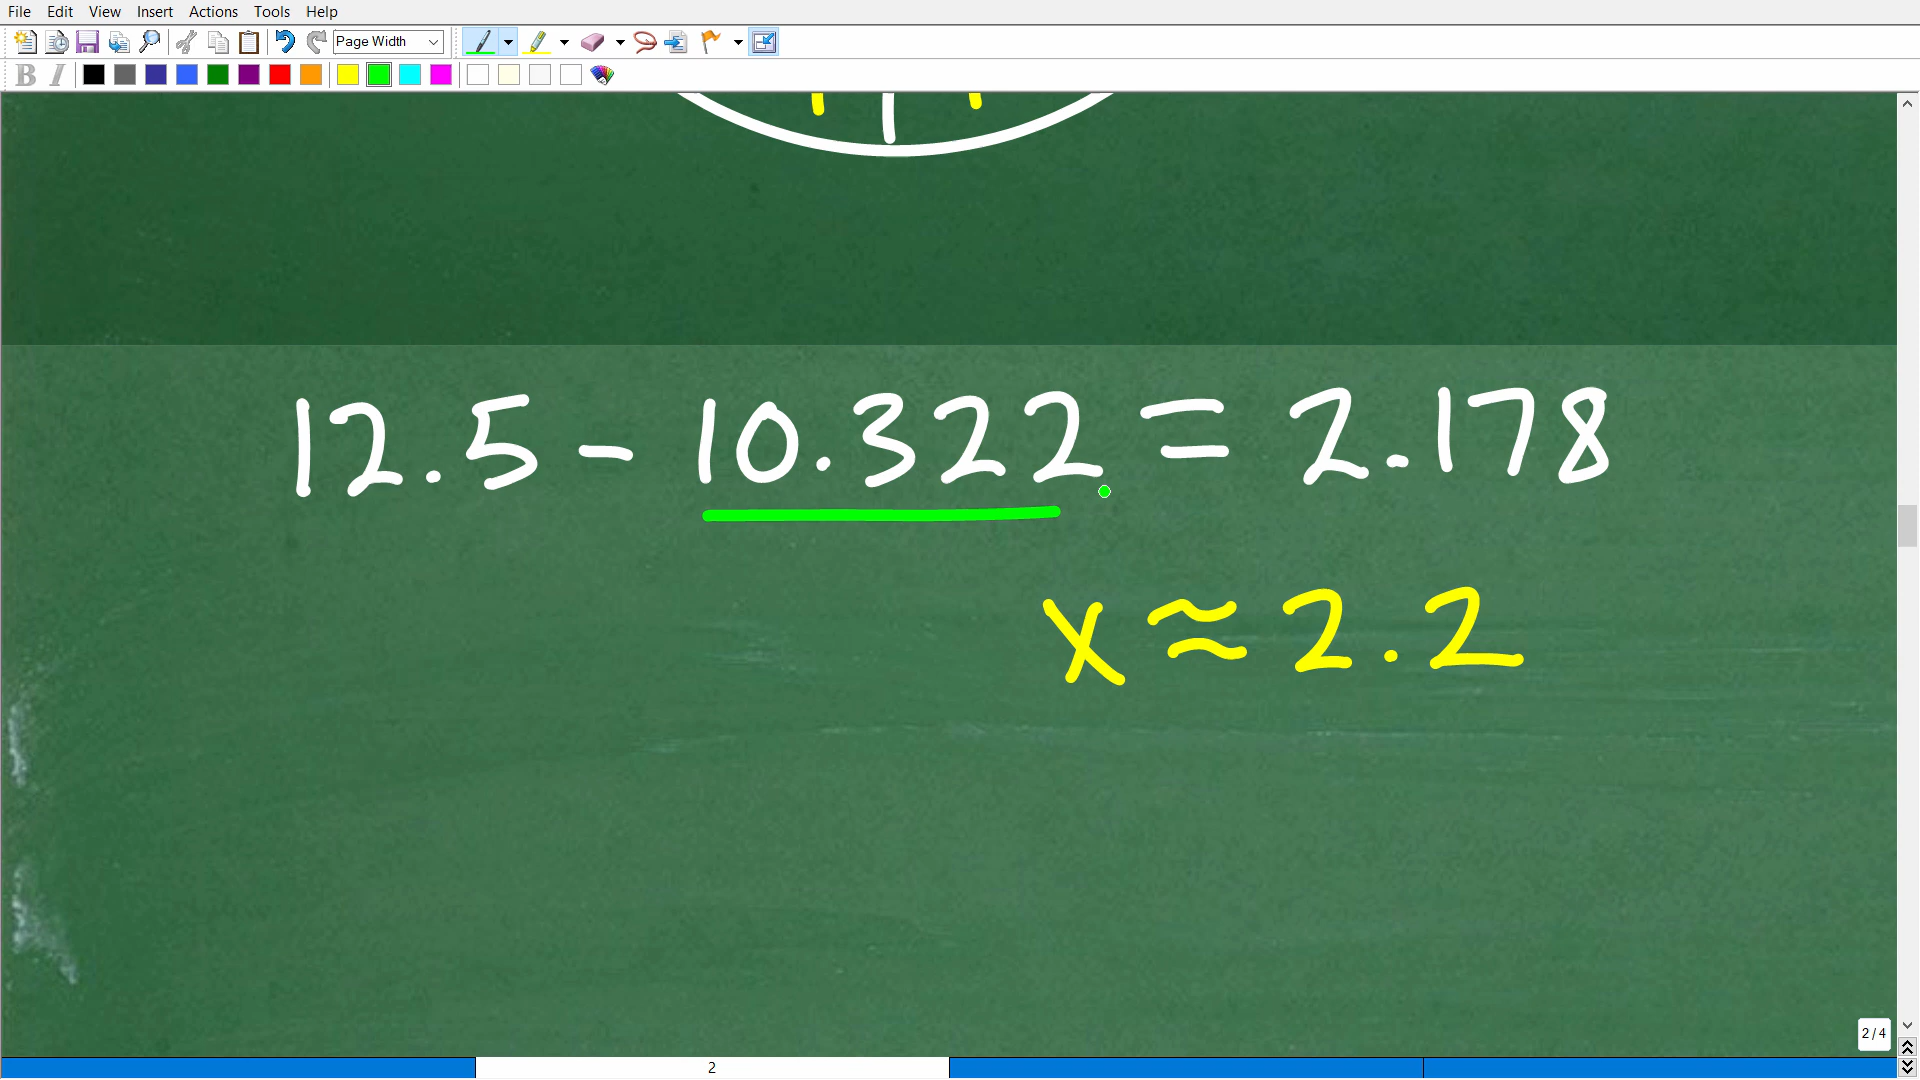 File Edit View Insert Actions Tools Help
Page Width
B I
12.5 - 10.322 = 2.178
x ≈ 2.2
2 / 4
2